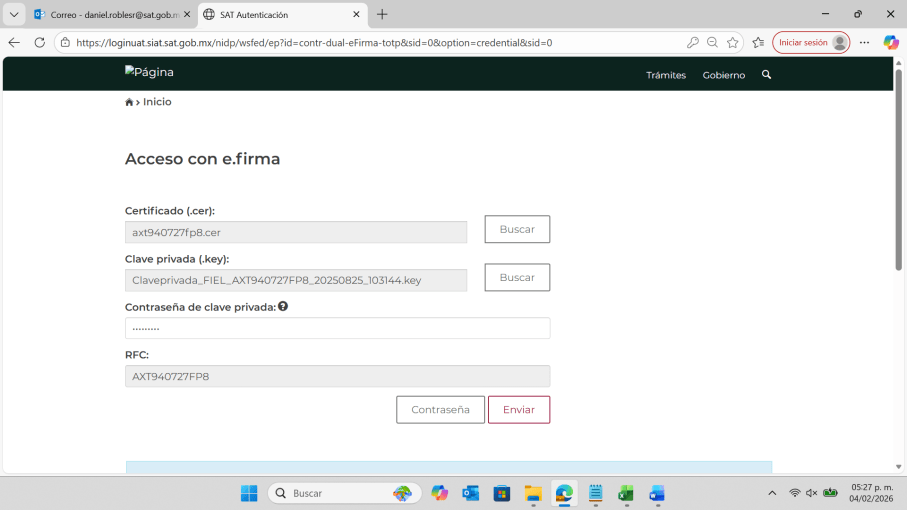 Correo - daniel.roblesr@sat.gob.m
SAT Autenticación
https://loginuat.siat.sat.gob.mx/nidp/wsfed/ep?id=contr-dual-eFirma-totp&sid=0&option=credential&sid=0
Iniciar sesión
Página
Trámites Gobierno
Inicio
Acceso con e.firma
Certificado (.cer):
axt940727fp8.cer
Buscar
Clave privada (.key):
Claveprivada_FIEL_AXT940727FP8_20250825_103144.key
Buscar
Contraseña de clave privada:
•••••••••
RFC:
AXT940727FP8
Contraseña Enviar
Buscar
05:27 p. m.
04/02/2026